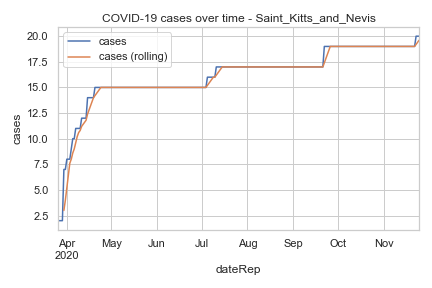 COVID-19 cases over time - Saint_Kitts_and_Nevis
cases
cases (rolling)
20.0
17.5
15.0
12.5
10.0
7.5
5.0
2.5
cases
Apr May Jun Jul Aug Sep Oct Nov
2020
dateRep